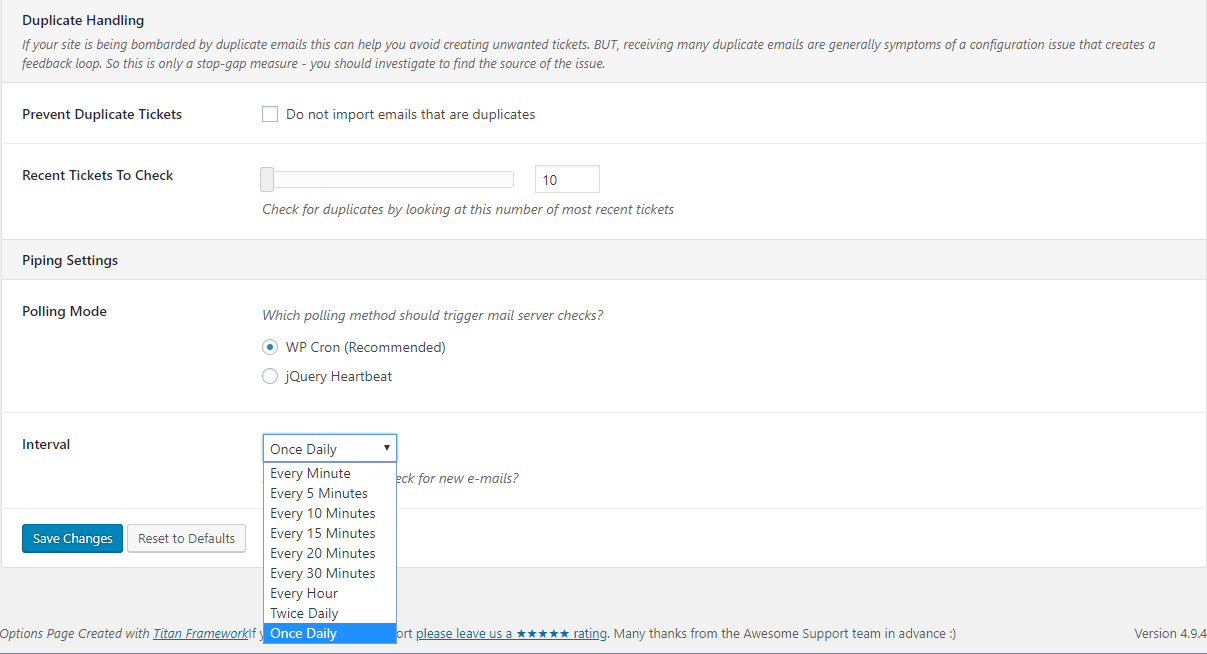 Duplicate Handling
If your site is being bombarded by duplicate emails this can help you avoid creating unwanted tickets. BUT, receiving many duplicate emails are generally symptoms of a configuration issue that creates a
feedback loop. So this is only a stop-gap measure - you should investigate to find the source of the issue.
Prevent Duplicate Tickets
Do not import emails that are duplicates
Recent Tickets To Check
10
Check for duplicates by looking at this number of most recent tickets
Piping Settings
Polling Mode
Which polling method should trigger mail server checks?
WP Cron (Recommended)
jQuery Heartbeat
Interval
Once Daily
Every Minute
eck for new e-mails?
Every 5 Minutes
Every 10 Minutes
Every 15 Minutes
Every 20 Minutes
Every 30 Minutes
Every Hour
Twice Daily
Once Daily
Save Changes
Reset to Defaults
Options Page Created with Titan FrameworkIf y
ort please leave us a ★★★★★ rating. Many thanks from the Awesome Support team in advance :)
Version 4.9.4